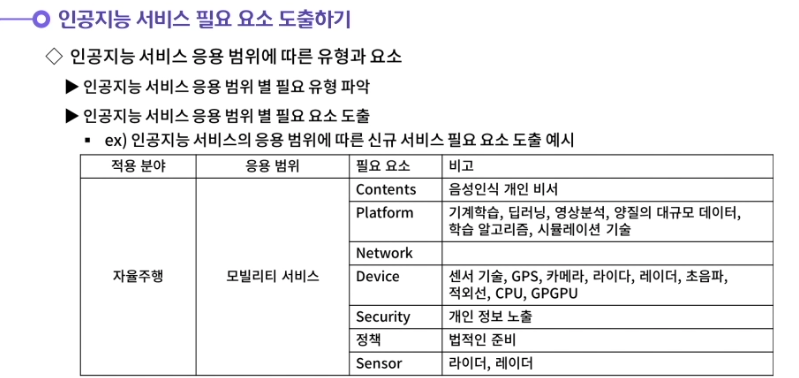 인공지능 서비스 필요 요소 도출하기
◇ 인공지능 서비스 응용 범위에 따른 유형과 요소
▶ 인공지능 서비스 응용 범위 별 필요 유형 파악
▶ 인공지능 서비스 응용 범위 별 필요 요소 도출
▪ ex) 인공지능 서비스의 응용 범위에 따른 신규 서비스 필요 요소 도출 예시
적용 분야 응용 범위 필요 요소 비고
Contents 음성인식 개인 비서
Platform 기계학습, 딥러닝, 영상분석, 양질의 대규모 데이터,
학습 알고리즘, 시뮬레이션 기술
Network
자율주행 모빌리티 서비스 Device 센서 기술, GPS, 카메라, 라이다, 레이더, 초음파,
적외선, CPU, GPGPU
Security 개인 정보 노출
정책 법적인 준비
Sensor 라이더, 레이더